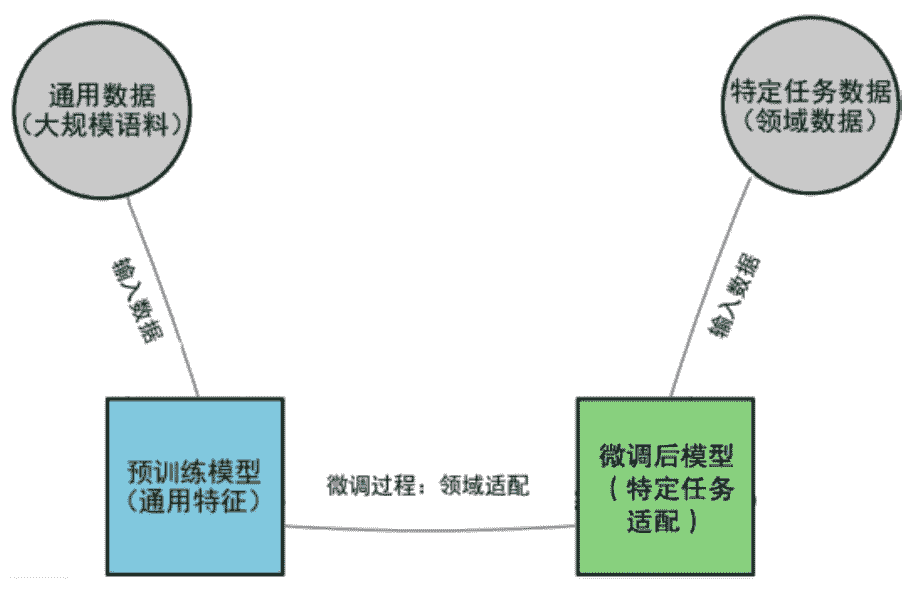 通用数据
（大规模语料）
特定任务数据
（领域数据）
输入数据
输入数据
预训练模型
（通用特征）
微调过程：领域适配
微调后模型
（特定任务
适配）